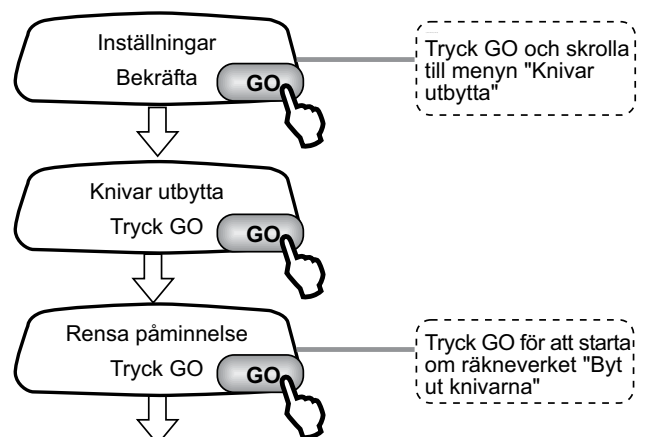 Inställningar
Bekräfta GO
Tryck GO och skrolla
till menyn "Knivar
utbytta"
Knivar utbytta
Tryck GO GO
Rensa påminnelse
Tryck GO GO
Tryck GO för att starta
om räkneverket "Byt
ut knivarna"